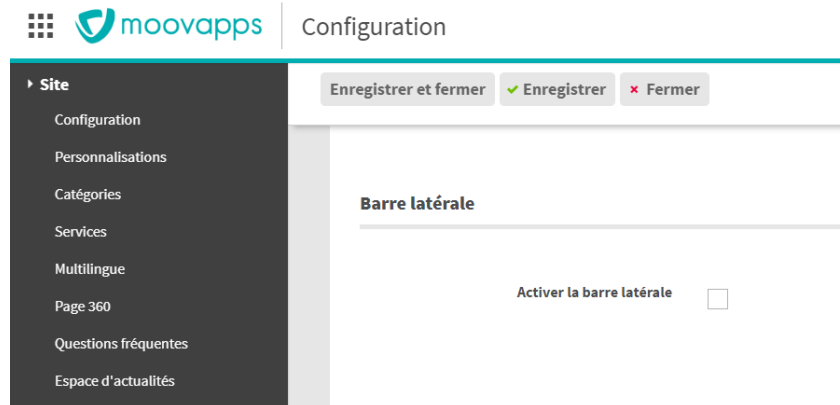 moovapps
Configuration
Site
Configuration
Personnalisations
Catégories
Services
Multilingue
Page 360
Questions fréquentes
Espace d'actualités
Enregistrer et fermer
Enregistrer
Fermer
Barre latérale
Activer la barre latérale